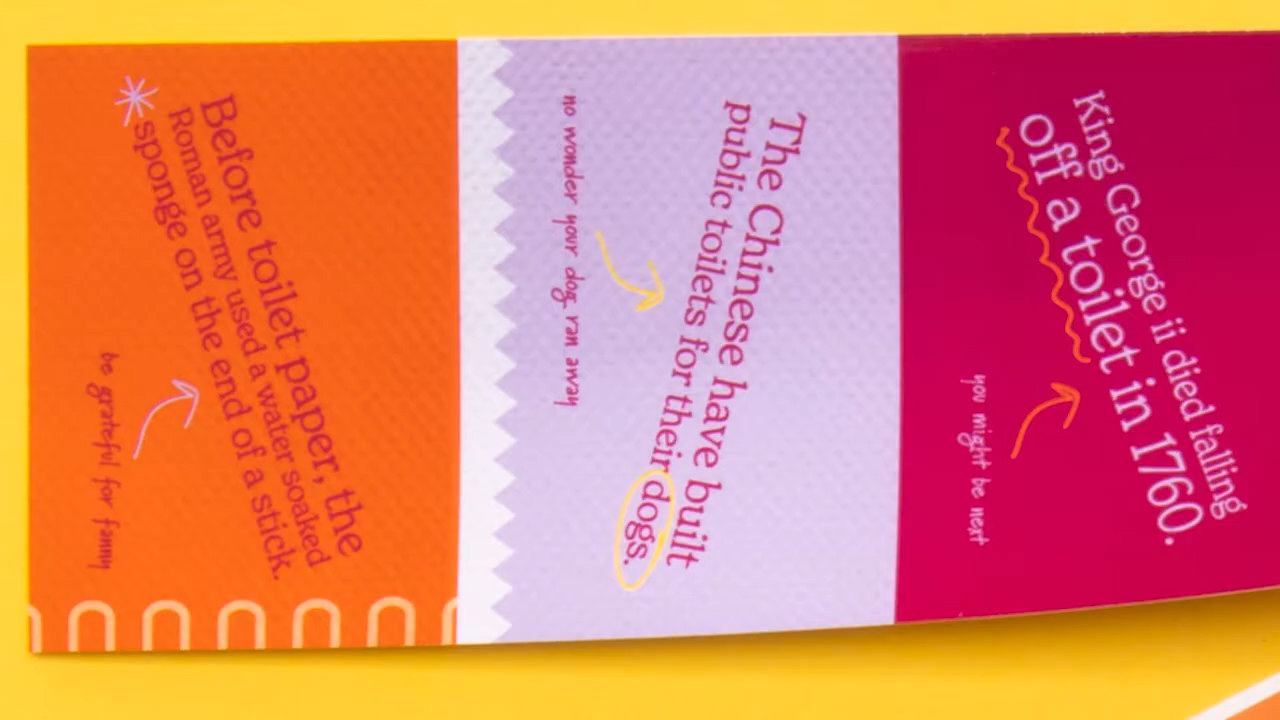 Before toilet paper, the
Roman army used a water soaked
sponge on the end of a stick.
be grateful for fanny
The Chinese have built
public toilets for their dogs.
no wonder your dog ran away
King George ii died falling
off a toilet in 1760.
you might be next